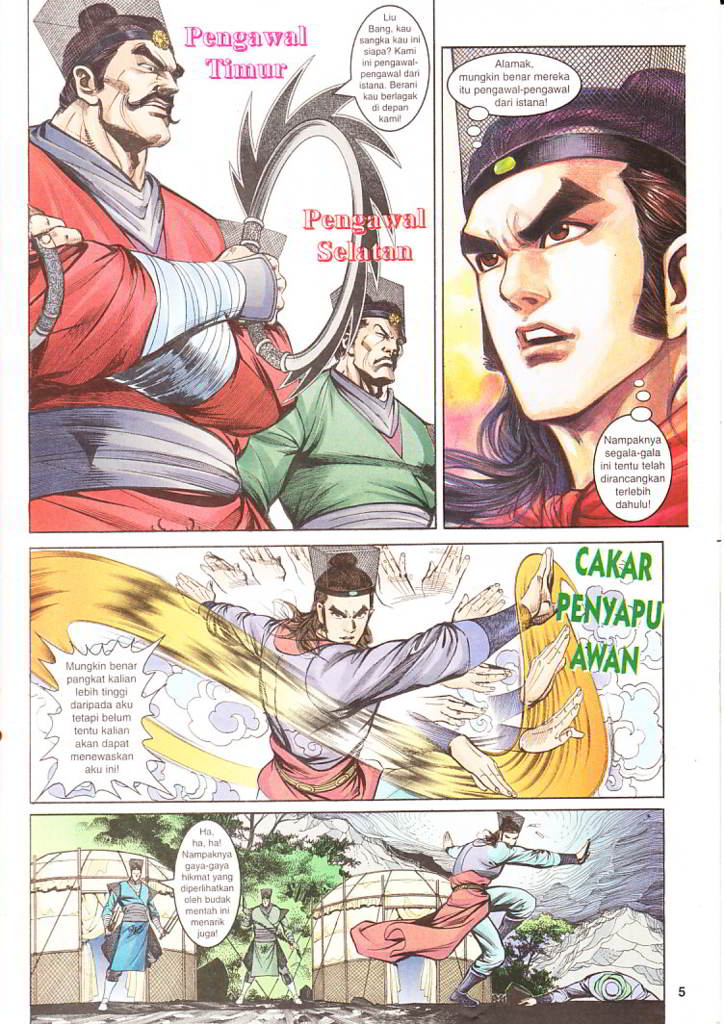 Pengawal
Timur
Liu
Bang, kau
sangka kau ini
siapa? Kami
ini pengawal-
pengawal dari
istana. Berani
kau berlagak
di depan
kami!
Pengawal
Selatan
Alamak,
mungkin benar mereka
itu pengawal-pengawal
dari istana!
Nampaknya
segala-gala
ini tentu telah
dirancangkan
terlebih
dahulu!
CAKAR
PENYAPU
AWAN
Mungkin benar
pangkat kalian
lebih tinggi
daripada aku
tetapi belum
tentu kalian
akan dapat
menewaskan
aku ini!
Ha,
ha, ha!
Nampaknya
gaya-gaya
hikmat yang
diperlihatkan
oleh budak
mentah ini
menarik
juga!
5